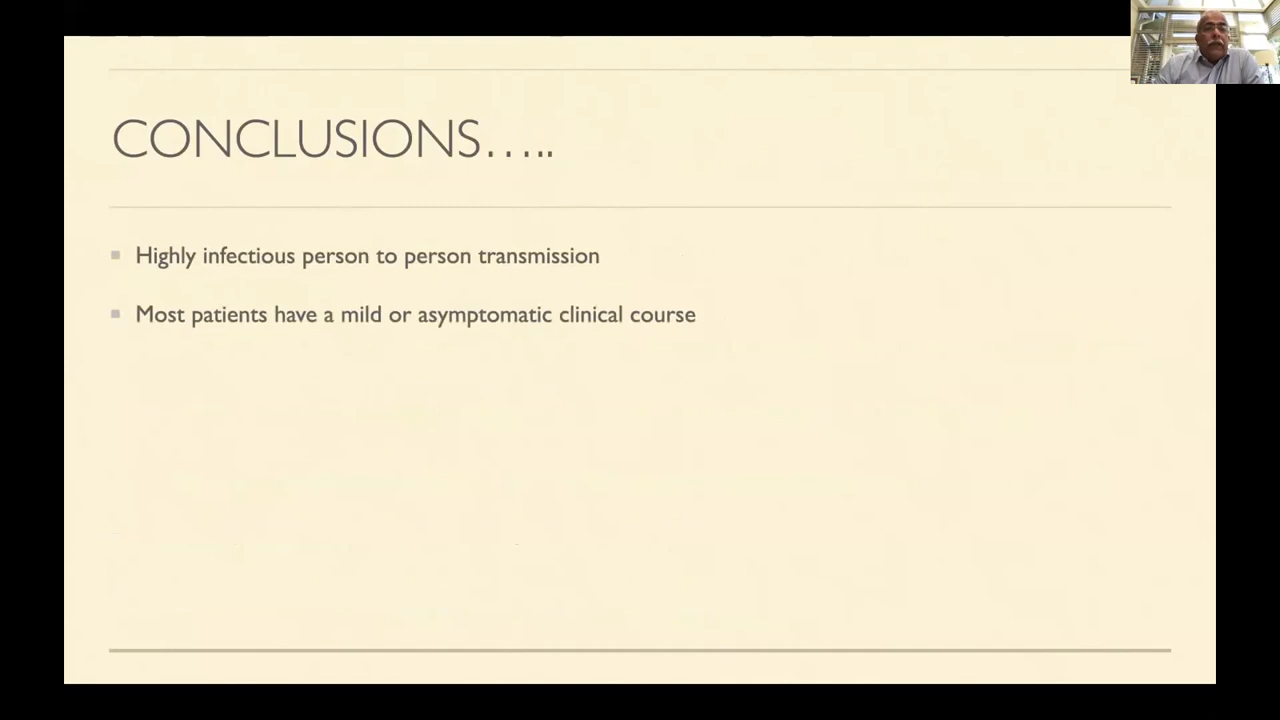 CONCLUSIONS.....
Highly infectious person to person transmission
Most patients have a mild or asymptomatic clinical course